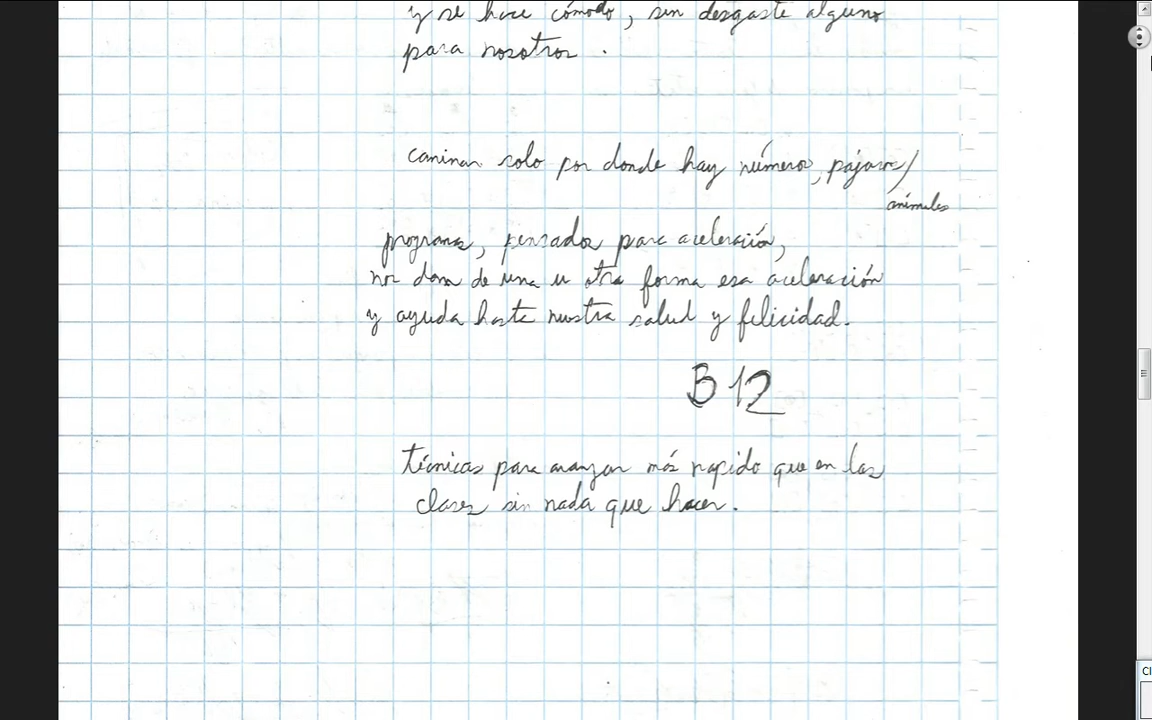 y se hace cómodo, sin desgaste alguno
para nosotros.
caminar solo por donde hay número, pájaros/
animales
programas, pensados para aceleración,
nos dan de una u otra forma esa aceleración
y ayuda hasta nuestra salud y felicidad.
B12
técnicas para avanzar más rapido que en las
clases sin nada que hacer.